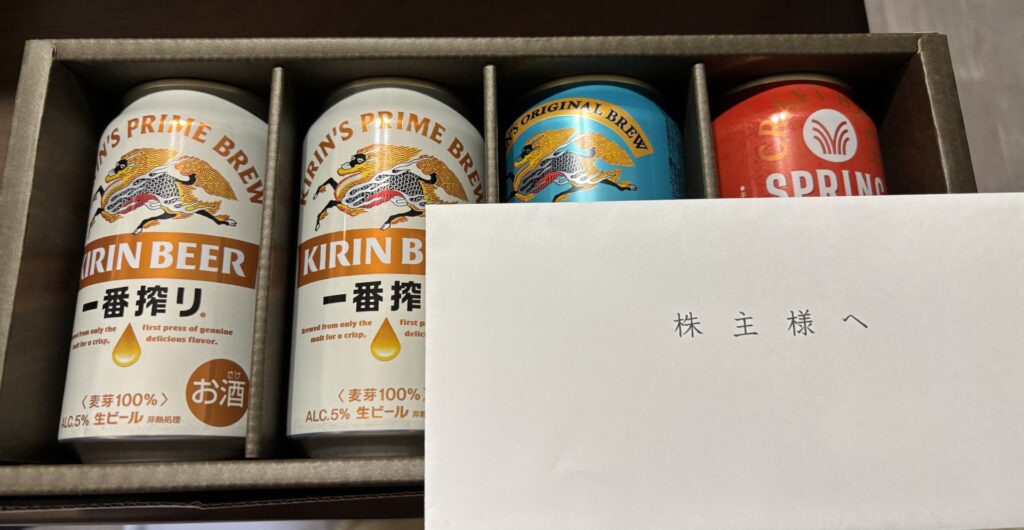 KIRIN'S PRIME BREW
KIRIN BEER
一番搾り®
Brewed from only the
malt for a crisp,
first press of genuine
delicious flavor.
〈麦芽100%〉
ALC.5% 生ビール 非熱処理
さけ
お酒
KIRIN'S PRIME BREW
KIRIN B
一番搾
Brewed from only the
malt for a crisp,
first p
delicio
〈麦芽100%〉
ALC.5% 生ビール 非
N'S ORIGINAL BREW
CRA
SPRING
株主様へ